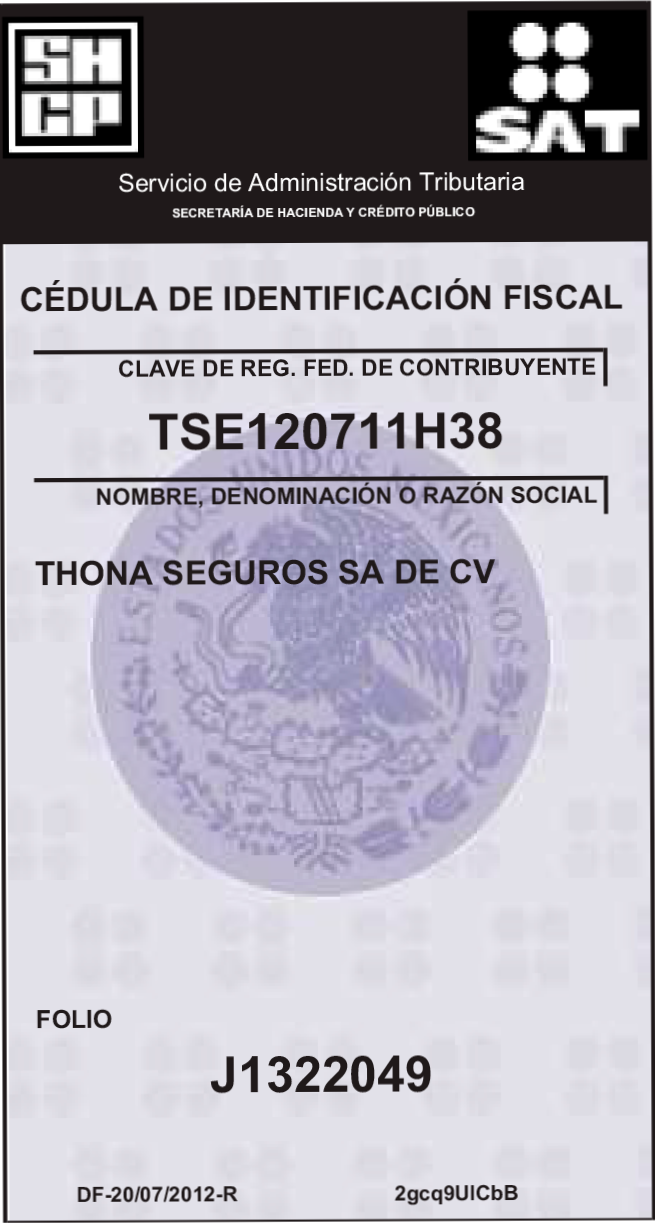 SH
CP
SAT
Servicio de Administración Tributaria
SECRETARÍA DE HACIENDA Y CRÉDITO PÚBLICO
CÉDULA DE IDENTIFICACIÓN FISCAL
CLAVE DE REG. FED. DE CONTRIBUYENTE
TSE120711H38
NOMBRE, DENOMINACIÓN O RAZÓN SOCIAL
ESTADOS UNIDOS MEXICANOS
THONA SEGUROS SA DE CV
FOLIO
J1322049
DF-20/07/2012-R 2gcq9UlCbB